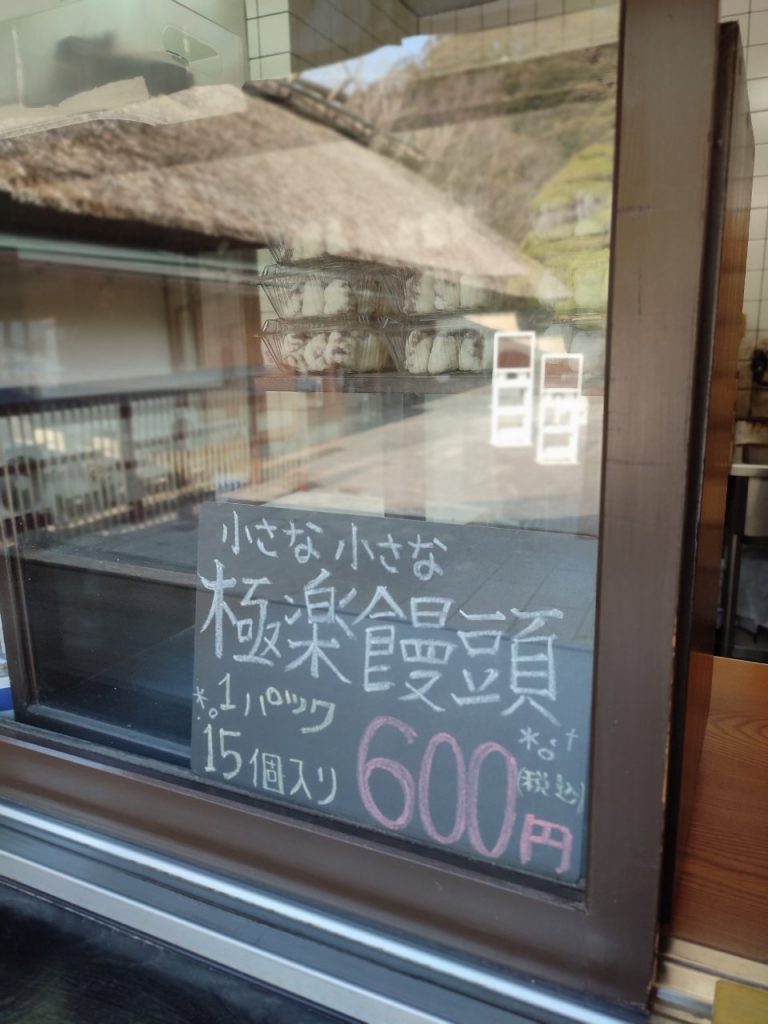 小さな 小さな
極楽饅頭
1パック
15個入り
600円
(税込)